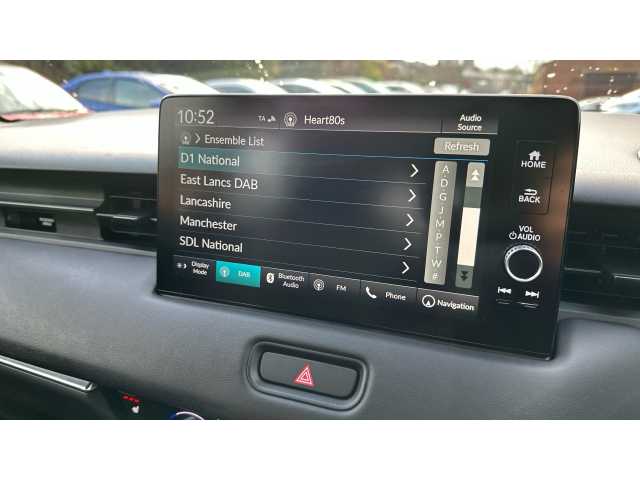 10:52 TA Heart80s Audio Source
Ensemble List Refresh
D1 National
East Lancs DAB
Lancashire
Manchester
SDL National
A
D
G
J
M
P
T
W
#
Display Mode DAB Bluetooth Audio FM Phone Navigation
HOME
BACK
VOL
AUDIO